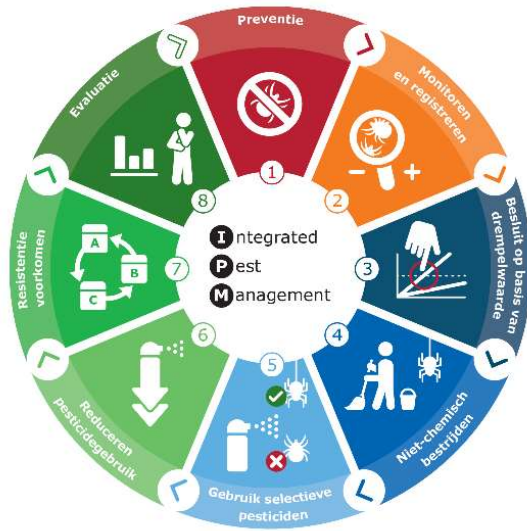 Preventie
1
Monitoren
en registreren
2
Besluit op basis van
drempelwaarde
3
Niet-chemisch
bestrijden
4
Gebruik selectieve
pesticiden
5
Reduceren
pesticidegebruik
6
Resistentie
voorkomen
7
A
B
C
Evaluatie
8
Integrated
Pest
Management